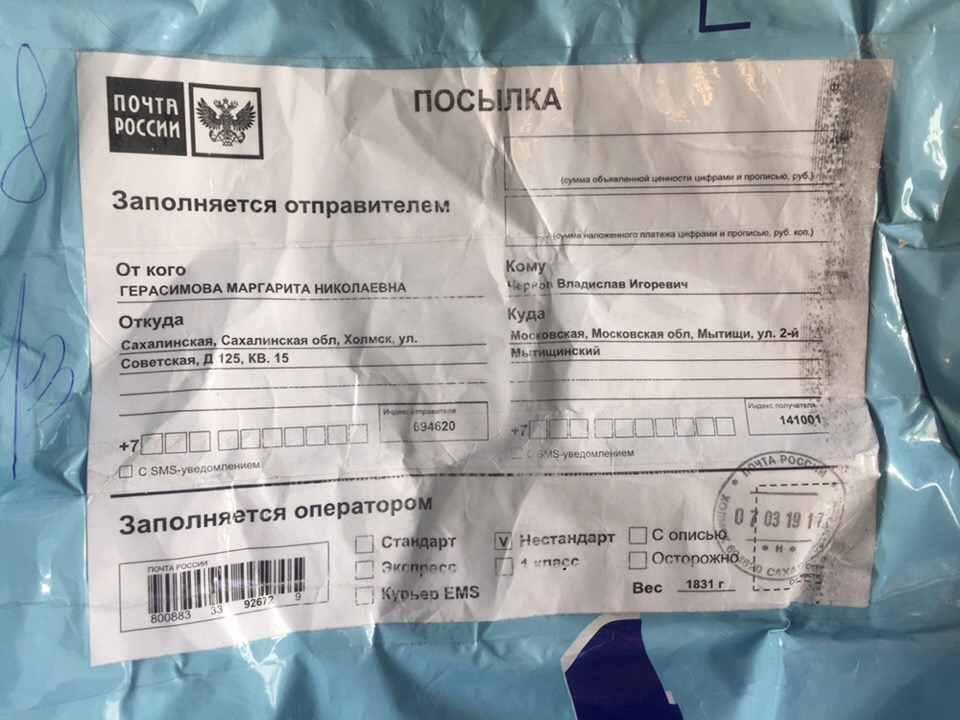 ПОЧТА
РОССИИ
ПОСЫЛКА
(сумма объявленной ценности цифрами и прописью, руб.)
Заполняется отправителем
(сумма наложенного платежа цифрами и прописью, руб. коп.)
От кого
ГЕРАСИМОВА МАРГАРИТА НИКОЛАЕВНА
Откуда
Сахалинская, Сахалинская обл, Холмск, ул.
Советская, Д 125, КВ. 15
Индекс отправителя
694620
+7
С SMS-уведомлением
Кому
Чернов Владислав Игоревич
Куда
Московская, Московская обл, Мытищи, ул. 2-й
Мытищинский
Индекс получателя
141001
+7
С SMS-уведомлением
Заполняется оператором
ПОЧТА РОССИИ
800883 33 92672 9
Стандарт
Экспресс
Курьер EMS
V Нестандарт
1 класс
С описью
Осторожно
Вес 1831 г
ПОЧТА РОССИИ
07 03 19 17
* Н *
8